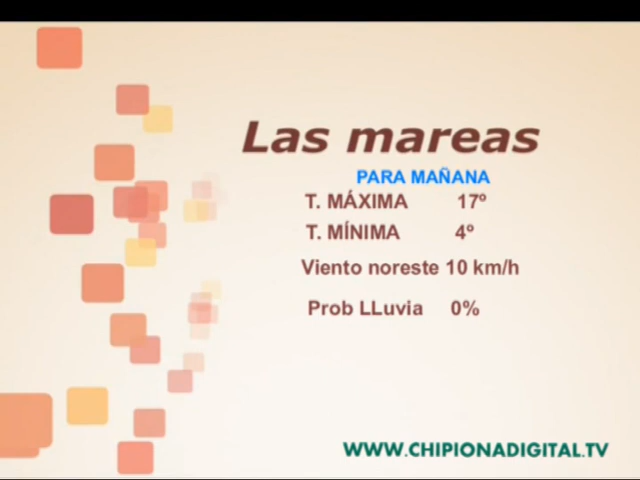 Las mareas
PARA MAÑANA
T. MÁXIMA 17º
T. MÍNIMA 4º
Viento noreste 10 km/h
Prob LLuvia 0%
WWW.CHIPIONADIGITAL.TV